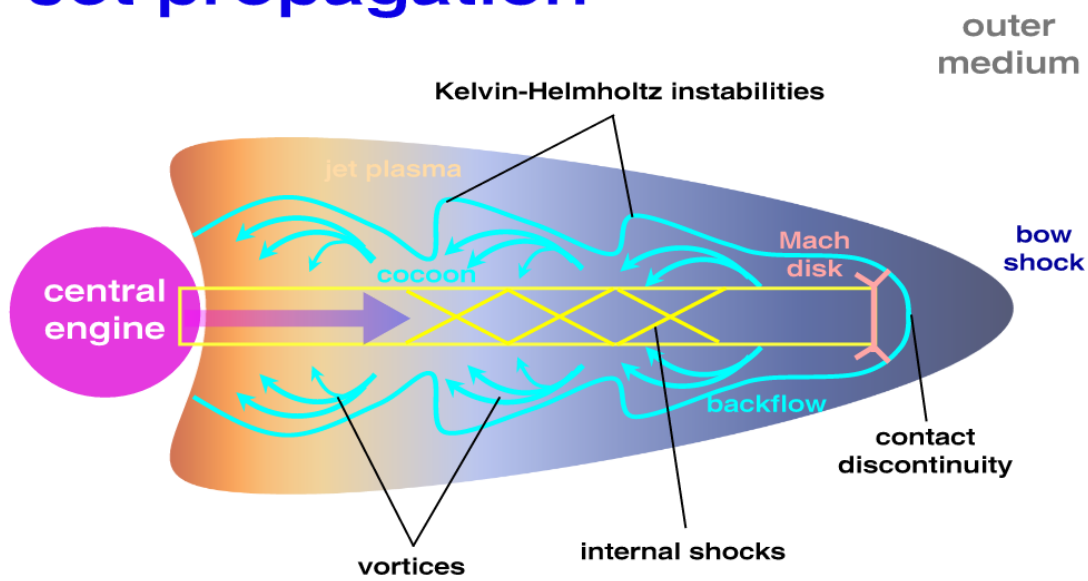 propagation
outer
medium
Kelvin-Helmholtz instabilities
jet plasma
Mach
disk
bow
shock
cocoon
central
engine
backflow
contact
discontinuity
internal shocks
vortices